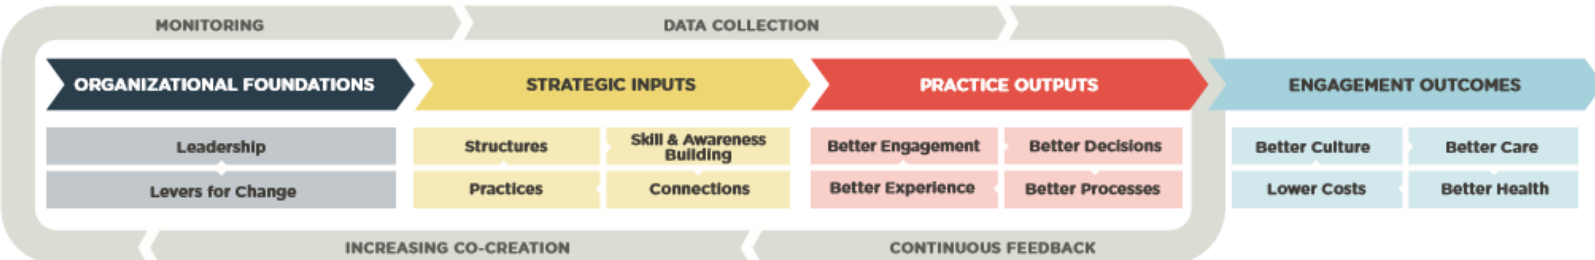 MONITORING
DATA COLLECTION
ORGANIZATIONAL FOUNDATIONS
STRATEGIC INPUTS
PRACTICE OUTPUTS
ENGAGEMENT OUTCOMES
Leadership
Levers for Change
Structures
Skill & Awareness
Building
Practices
Connections
Better Engagement
Better Decisions
Better Experience
Better Processes
Better Culture
Better Care
Lower Costs
Better Health
INCREASING CO-CREATION
CONTINUOUS FEEDBACK